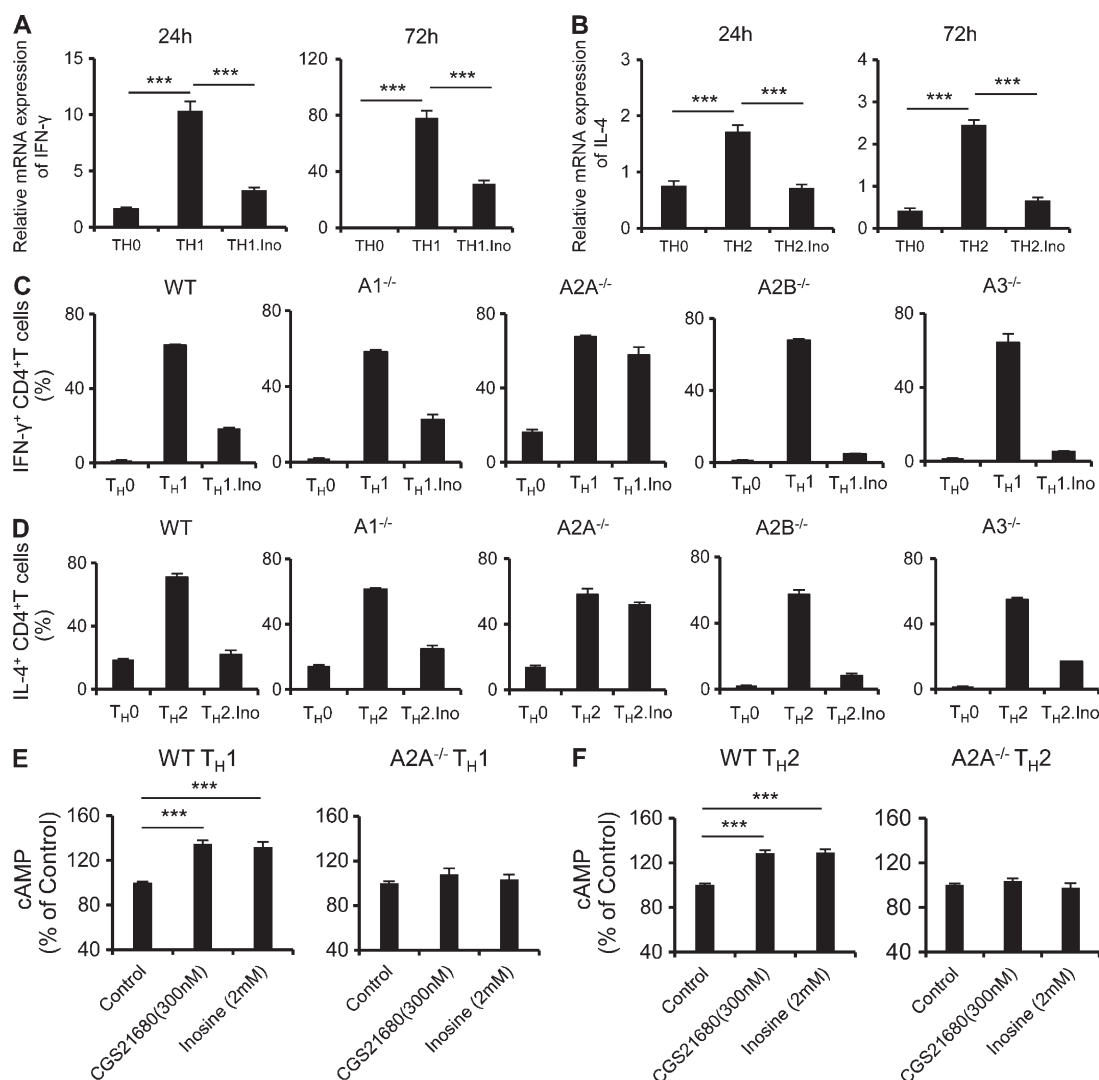 A
24h
72h
Relative mRNA expression
of IFN-γ
15
10
5
0
TH0 TH1 TH1.Ino
*** ***
120
80
40
0
TH0 TH1 TH1.Ino
*** ***
B
24h
72h
Relative mRNA expression
of IL-4
3
2
1
0
TH0 TH2 TH2.Ino
*** ***
4
3
2
1
0
TH0 TH2 TH2.Ino
*** ***
C
WT
A1-/-
A2A-/-
A2B-/-
A3-/-
IFN-γ+ CD4+T cells
(%)
80
40
0
TH0 TH1 TH1.Ino
80
40
0
TH0 TH1 TH1.Ino
80
40
0
TH0 TH1 TH1.Ino
80
40
0
TH0 TH1 TH1.Ino
80
40
0
TH0 TH1 TH1.Ino
D
WT
A1-/-
A2A-/-
A2B-/-
A3-/-
IL-4+ CD4+T cells
(%)
80
40
0
TH0 TH2 TH2.Ino
80
40
0
TH0 TH2 TH2.Ino
80
40
0
TH0 TH2 TH2.Ino
80
40
0
TH0 TH2 TH2.Ino
80
40
0
TH0 TH2 TH2.Ino
E
WT TH1
A2A-/- TH1
cAMP
(% of Control)
160
120
80
40
***
***
Control
CGS21680(300nM)
Inosine (2mM)
160
120
80
40
Control
CGS21680(300nM)
Inosine (2mM)
F
WT TH2
A2A-/- TH2
cAMP
(% of Control)
160
120
80
40
***
***
Control
CGS21680(300nM)
Inosine (2mM)
160
120
80
40
Control
CGS21680(300nM)
Inosine (2mM)